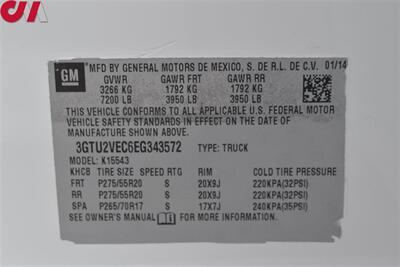 CIA
GM
MFD BY GENERAL MOTORS DE MEXICO, S. DE R.L. DE C.V. 01/14
GVWR GAWR FRT GAWR RR
3266 KG 1792 KG 1792 KG
7200 LB 3950 LB 3950 LB
THIS VEHICLE CONFORMS TO ALL APPLICABLE U.S. FEDERAL MOTOR
VEHICLE SAFETY STANDARDS IN EFFECT ON THE DATE OF
MANUFACTURE SHOWN ABOVE.
3GTU2VEC6EG343572 TYPE: TRUCK
MODEL: K15543
KHCB TIRE SIZE SPEED RTG RIM COLD TIRE PRESSURE
FRT P275/55R20 S 20X9J 220KPA(32PSI)
RR P275/55R20 S 20X9J 220KPA(32PSI)
SPA P265/70R17 S 17X7J 240KPA(35PSI)
SEE OWNER'S MANUAL FOR MORE INFORMATION.